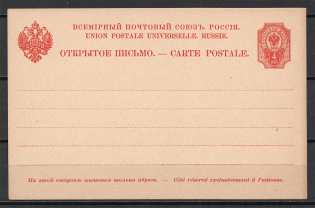 ВСЕМІРНЫЙ ПОЧТОВЫЙ СОЮЗЪ. РОССІЯ.
UNION POSTALE UNIVERSELLE. RUSSIE.
ОТКРЫТОЕ ПИСЬМО.—CARTE POSTALE.
4
На этой сторонѣ пишется только адресъ. — Côté réservé exclusivement à l'adresse.